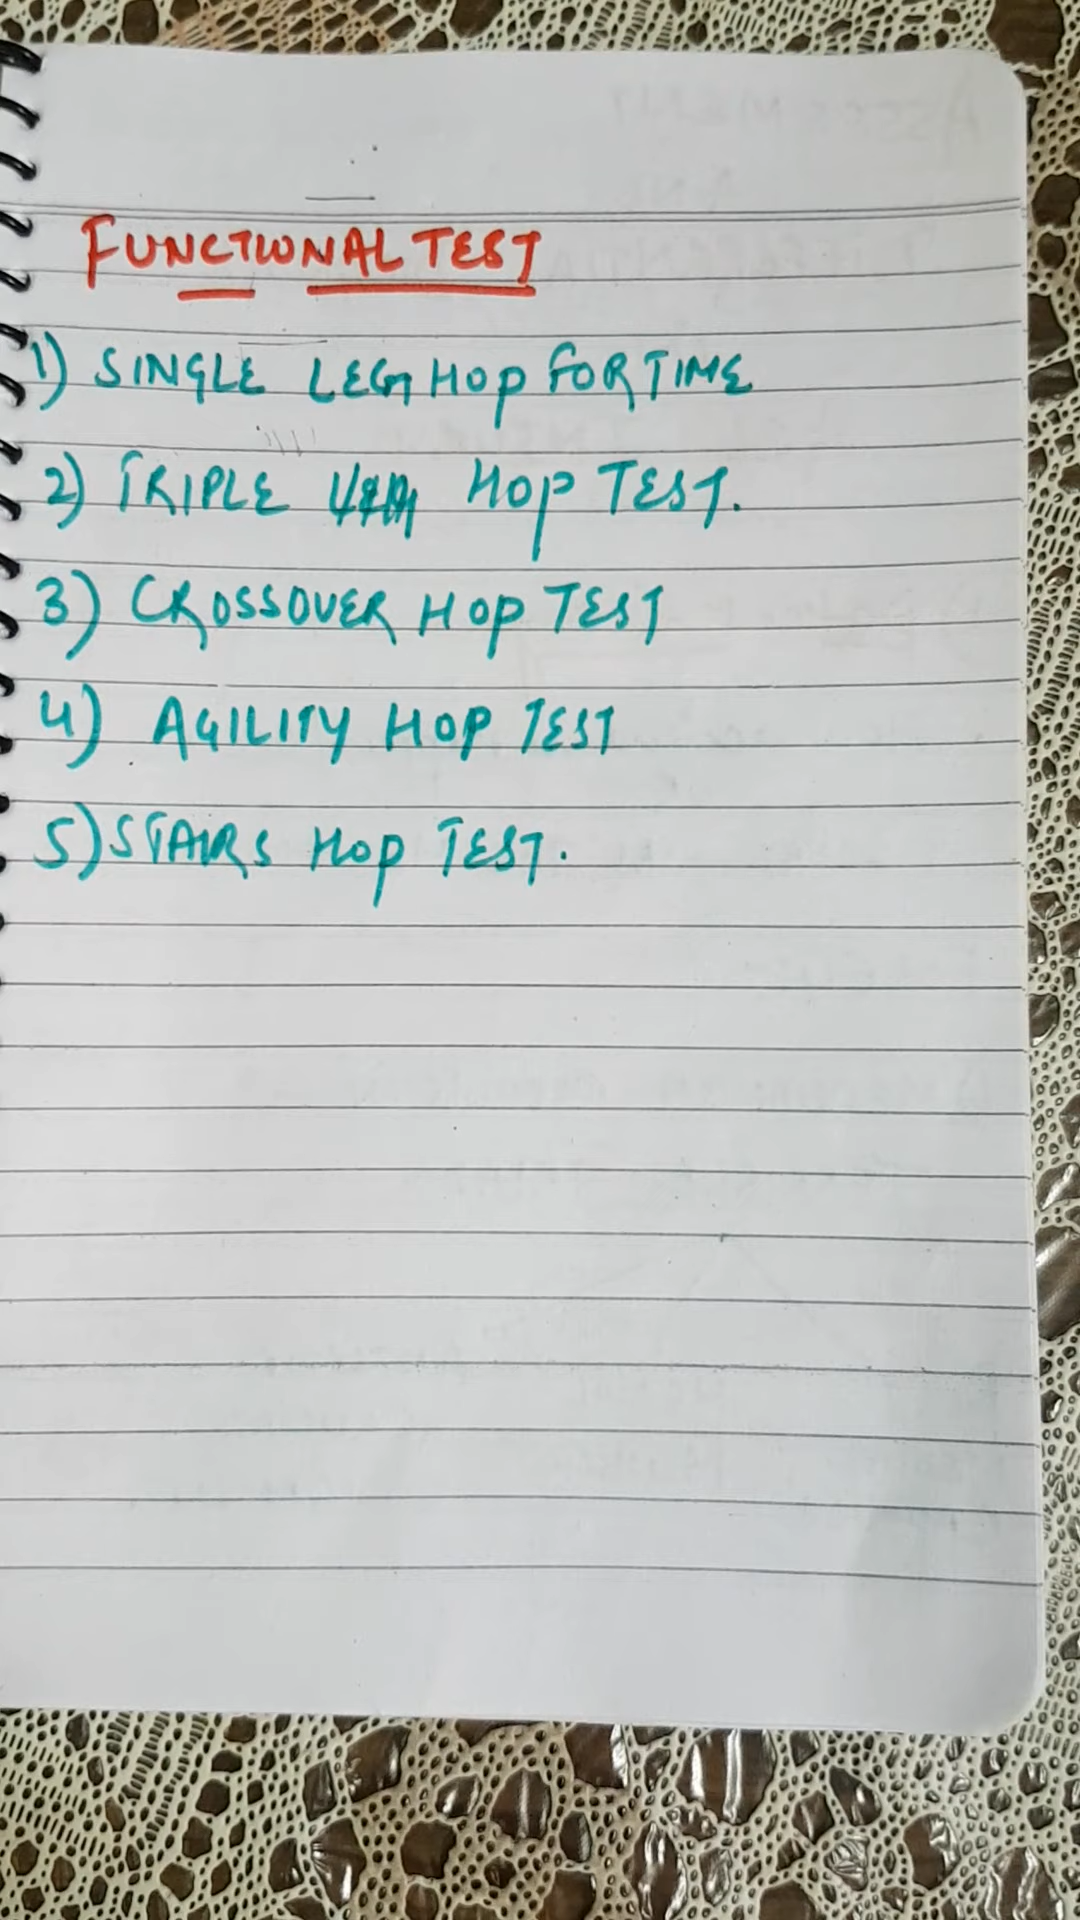 FUNCTIONAL TEST
1) SINGLE LEG HOP FOR TIME
2) TRIPLE HOP TEST.
3) CROSSOVER HOP TEST
4) AGILITY HOP TEST
5) STAIRS HOP TEST.